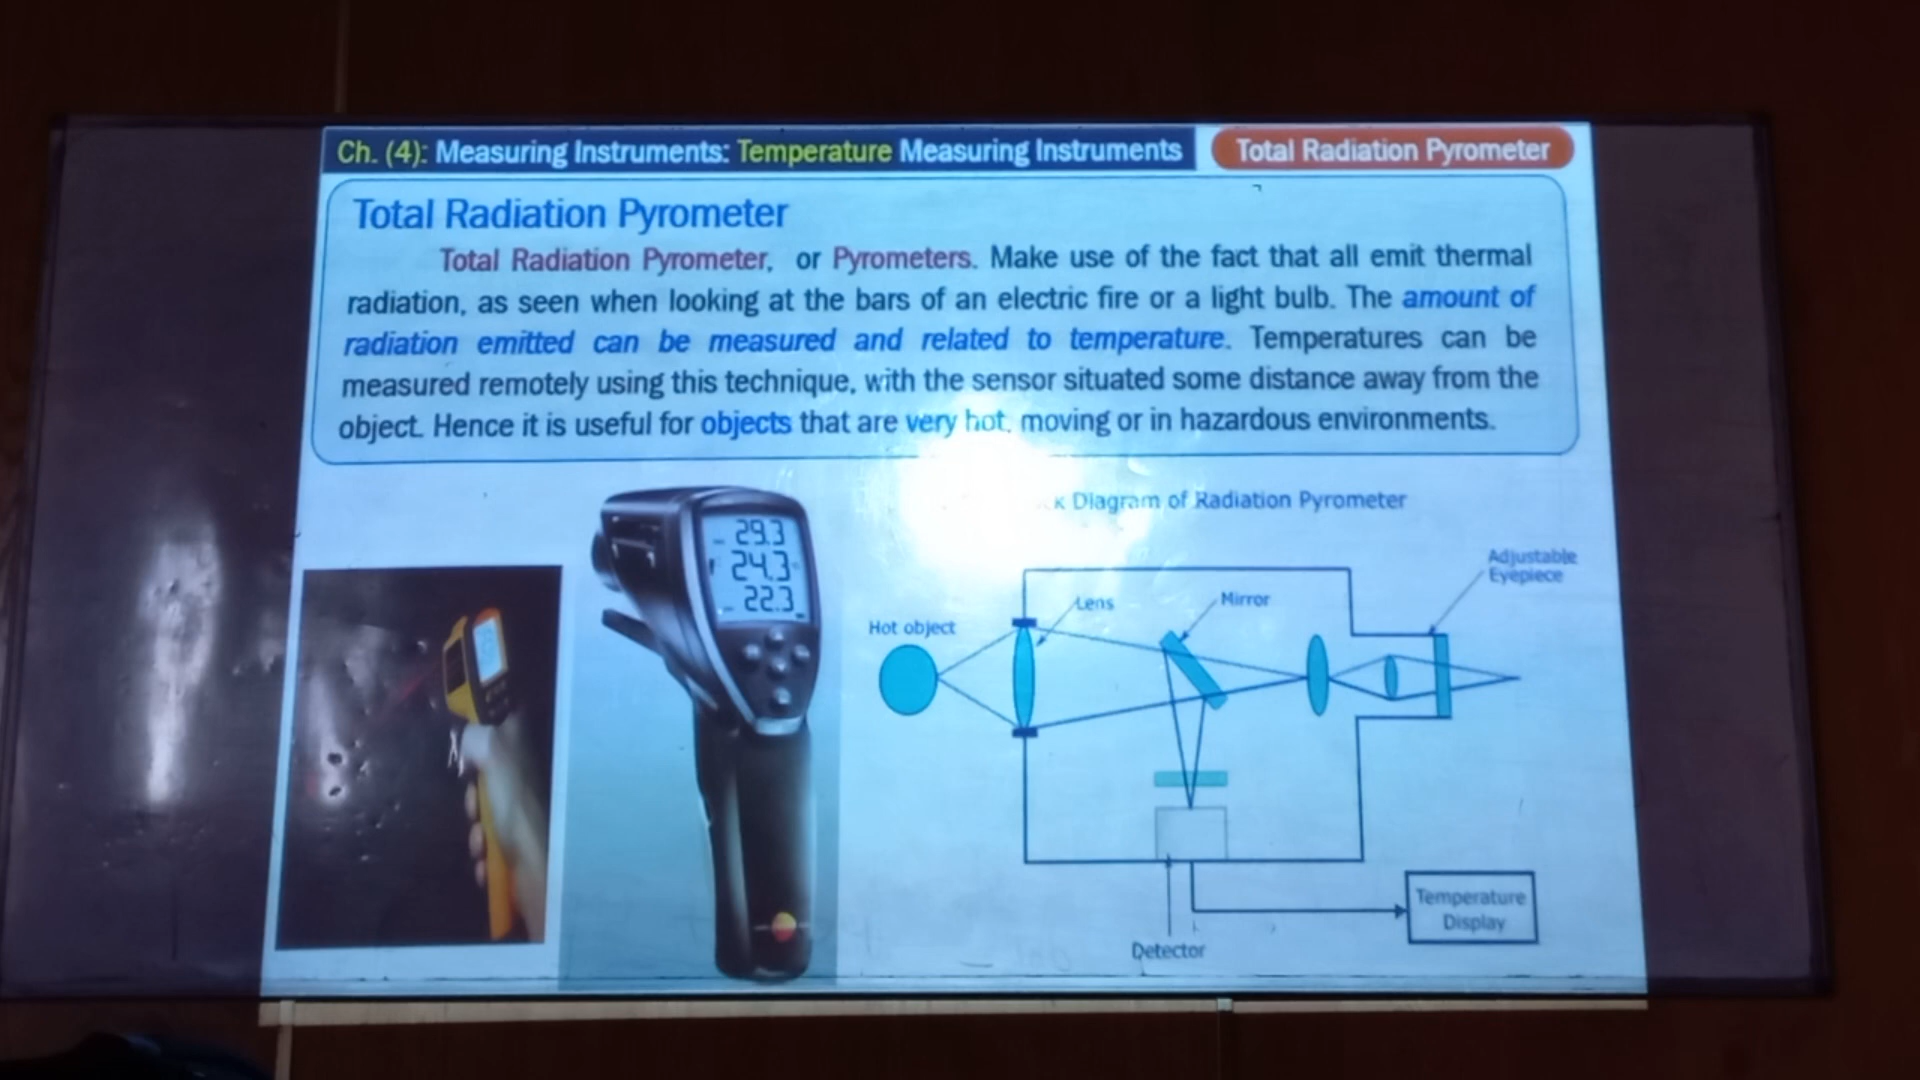 Ch. (4): Measuring Instruments: Temperature Measuring Instruments
Total Radiation Pyrometer
Total Radiation Pyrometer
Total Radiation Pyrometer, or Pyrometers. Make use of the fact that all emit thermal
radiation, as seen when looking at the bars of an electric fire or a light bulb. The amount of
radiation emitted can be measured and related to temperature. Temperatures can be
measured remotely using this technique, with the sensor situated some distance away from the
object. Hence it is useful for objects that are very hot, moving or in hazardous environments.
Diagram of Radiation Pyrometer
29.3
24.3
22.3
Adjustable
Eyepiece
Lens
Mirror
Hot object
Temperature
Display
Detector